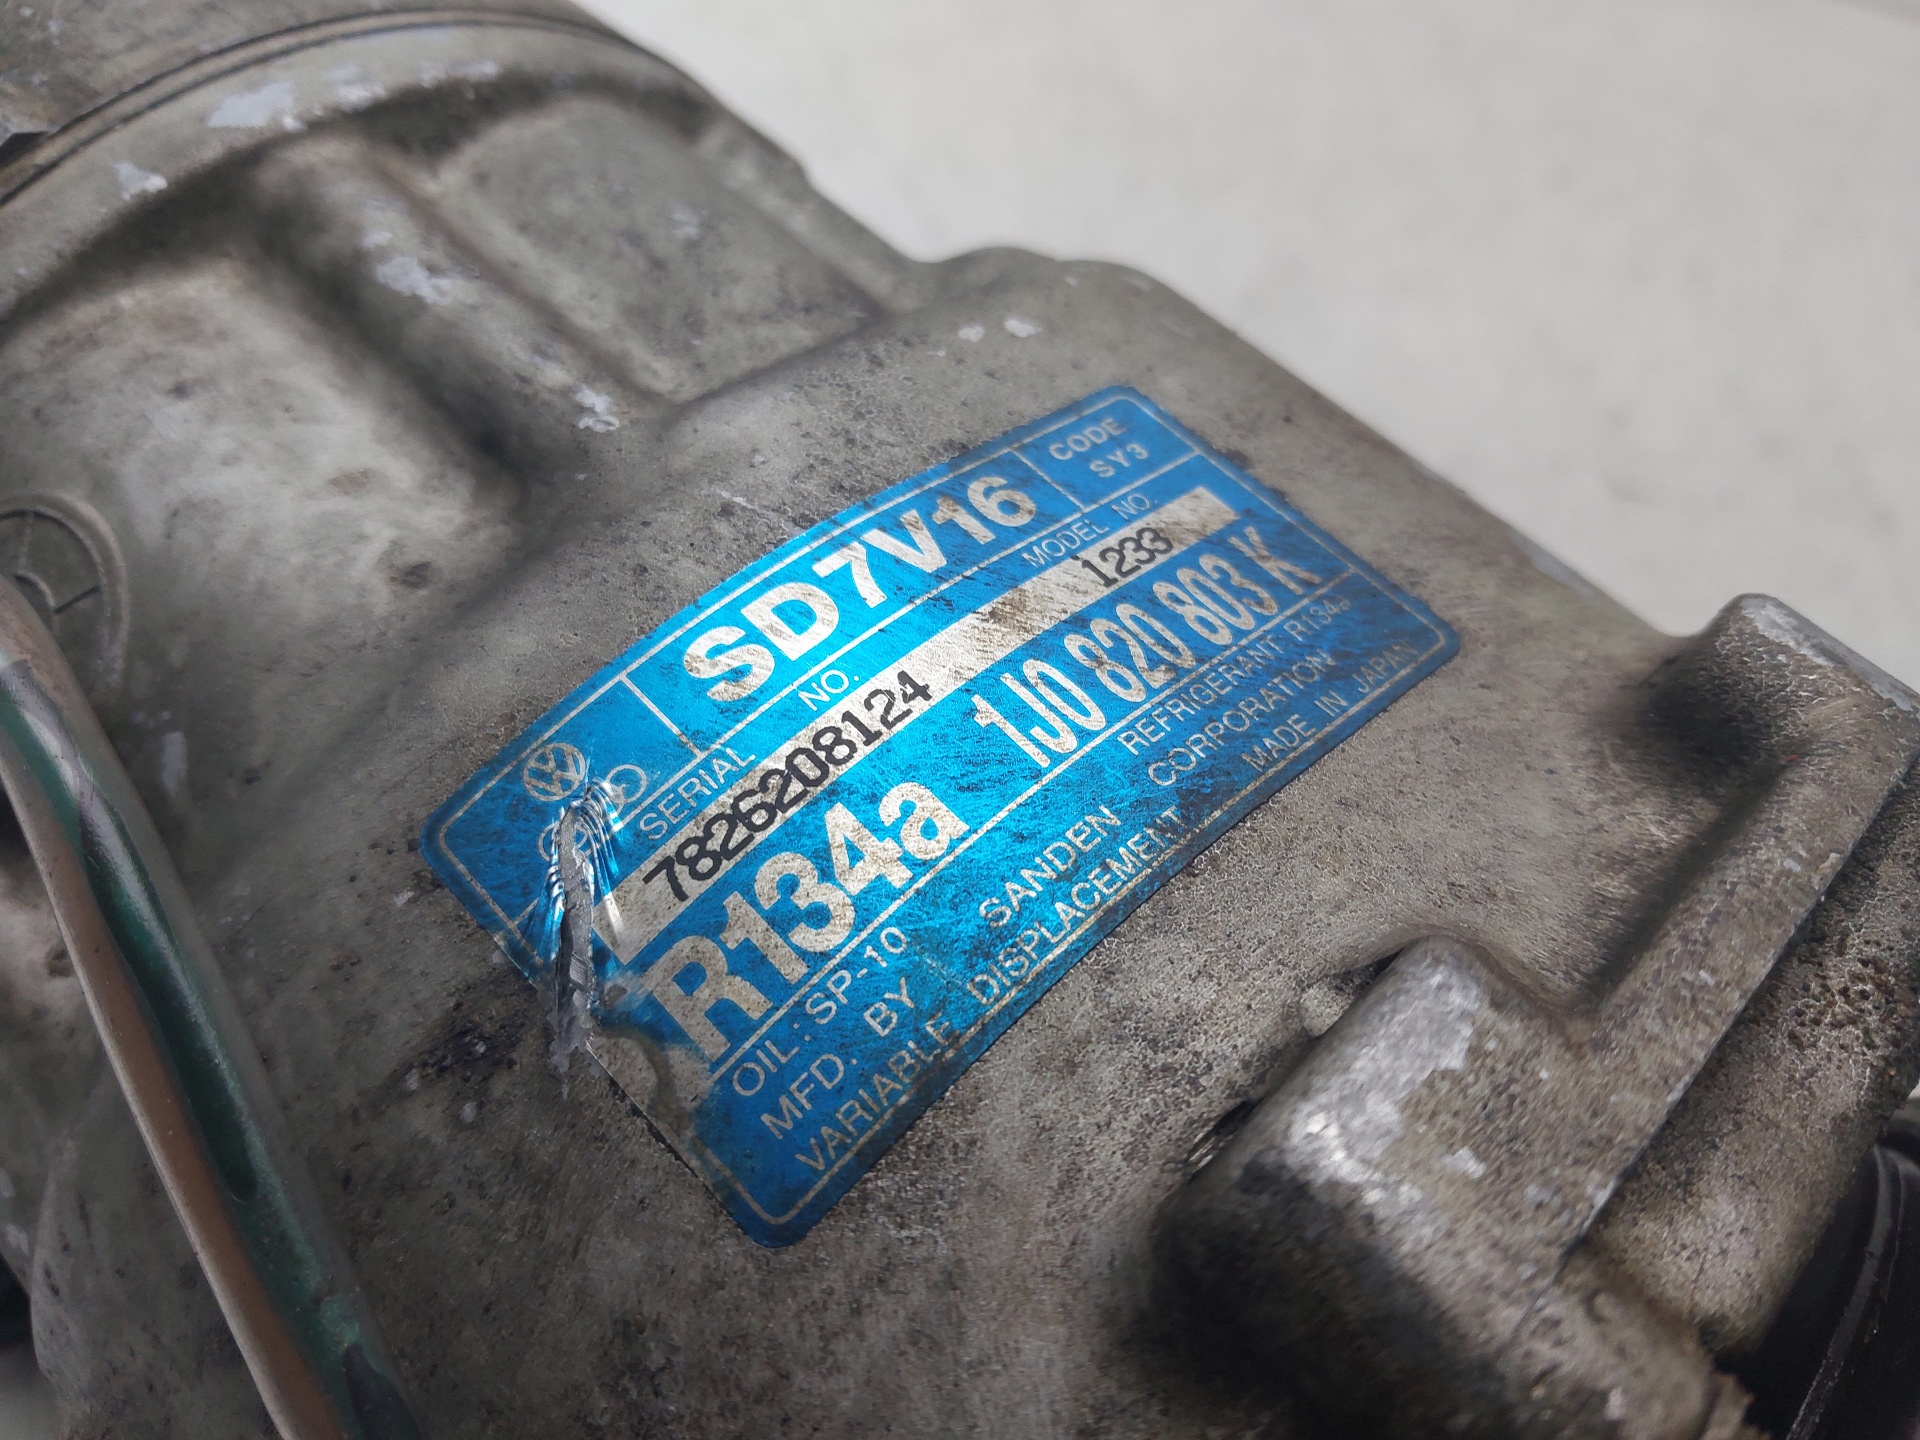 SD7V16
CODE
SY3
SERIAL NO.
MODEL NO.
7826208124
1233
R134a
1J0 820 803 K
OIL : SP-10
REFRIGERANT R134a
MFD. BY SANDEN CORPORATION
VARIABLE DISPLACEMENT
MADE IN JAPAN